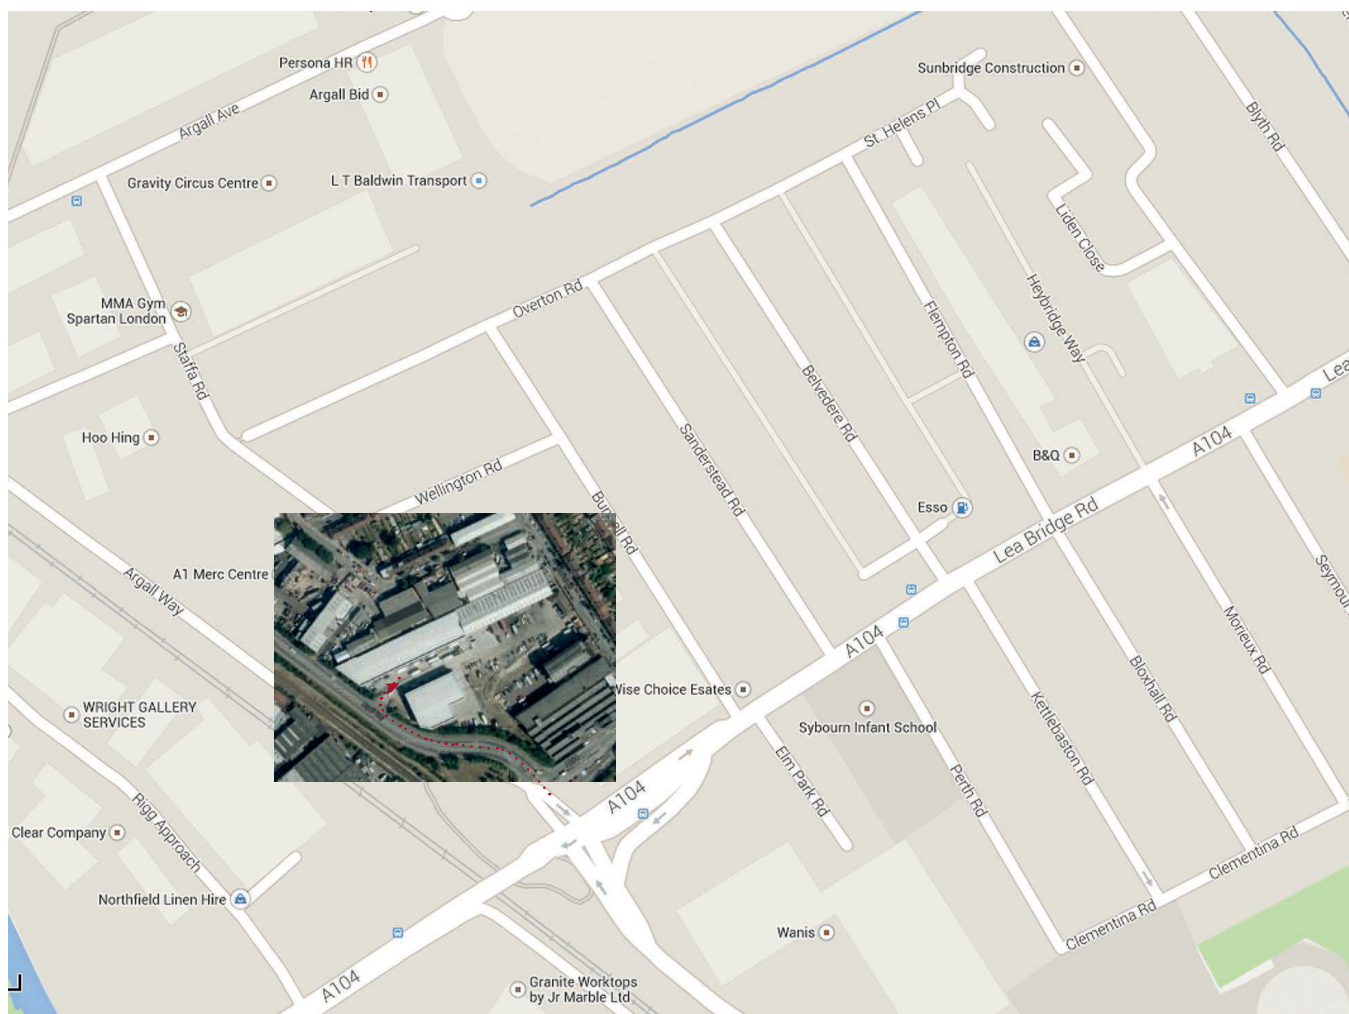 Persona HR
Sunbridge Construction
Argall Bid
Argall Ave
St. Helens Pl
Blyth Rd
Gravity Circus Centre
L T Baldwin Transport
Liden Close
MMA Gym
Spartan London
Overton Rd
Heybridge Way
Flempton Rd
Staffa Rd
Lea
Belvedere Rd
Hoo Hing
Sanderstead Rd
A104
B&Q
Wellington Rd
Esso
Lea Bridge Rd
A1 Merc Centre
Argall Way
Seymour
Morieux Rd
A104
Bloxhall Rd
Wise Choice Esates
WRIGHT GALLERY
SERVICES
Sybourn Infant School
Kettlebaston Rd
Elm Park Rd
Perth Rd
A104
Rigg Approach
Clear Company
Clementina Rd
Northfield Linen Hire
Clementina Rd
Wanis
A104
Granite Worktops
by Jr Marble Ltd